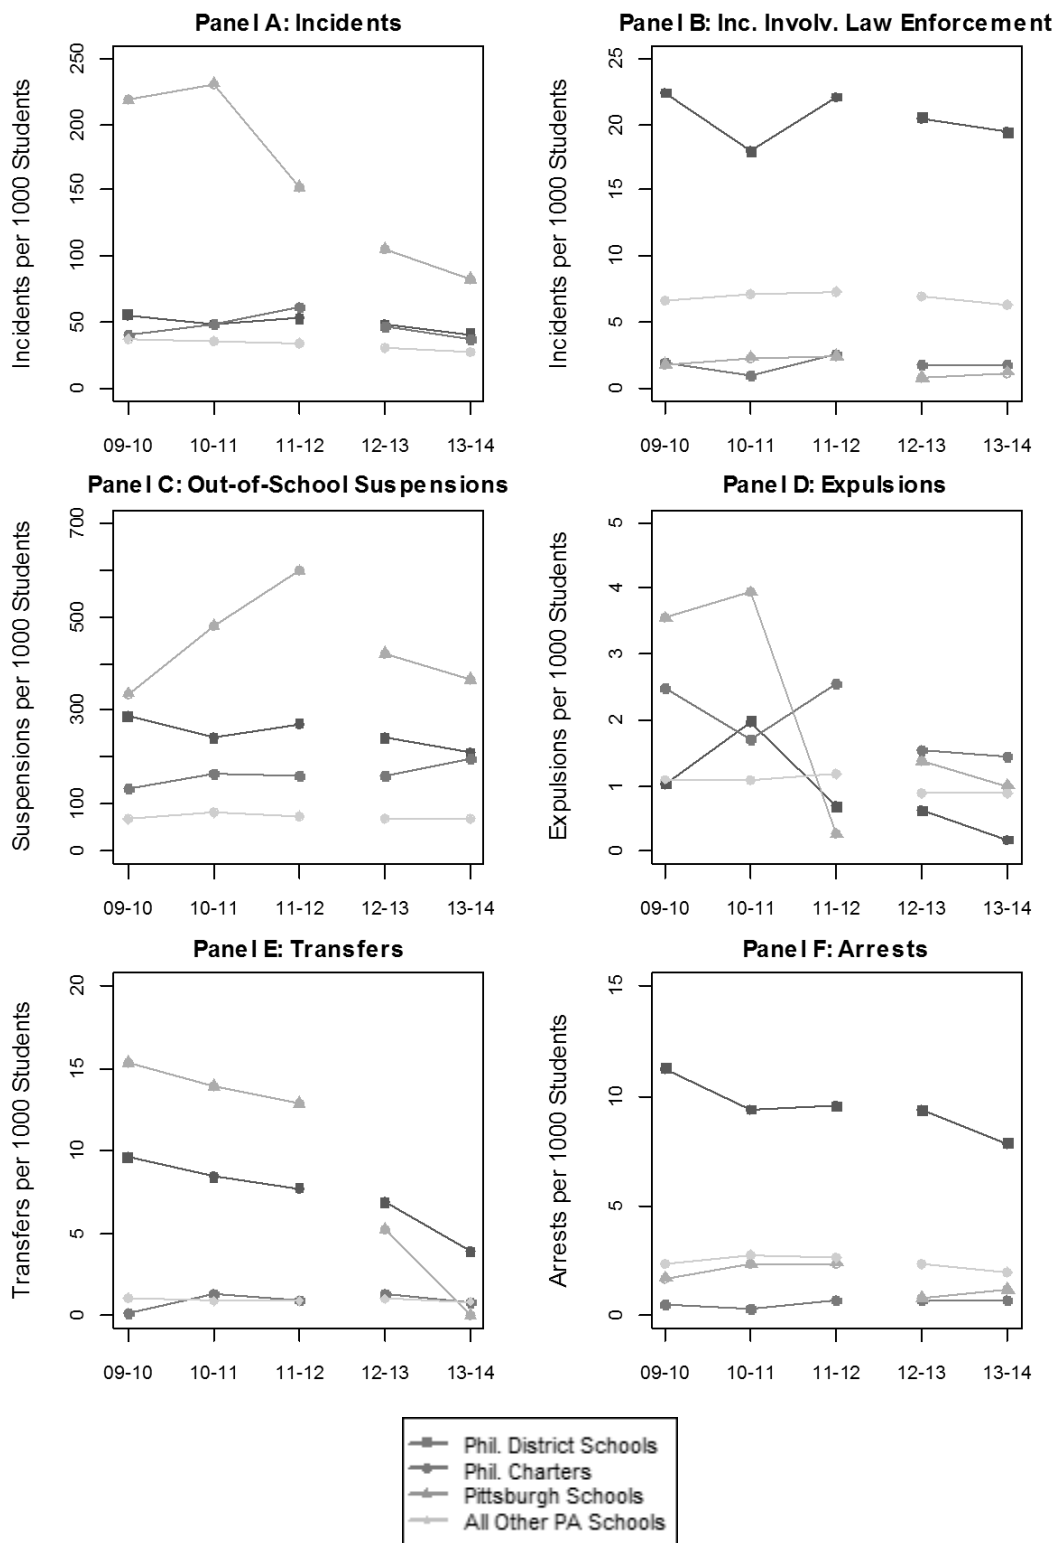 Panel A: Incidents
Incidents per 1000 Students
250
200
150
100
50
0
09-10 10-11 11-12 12-13 13-14
Panel B: Inc. Involv. Law Enforcement
Incidents per 1000 Students
25
20
15
10
5
0
09-10 10-11 11-12 12-13 13-14
Panel C: Out-of-School Suspensions
Suspensions per 1000 Students
700
500
300
100
0
09-10 10-11 11-12 12-13 13-14
Panel D: Expulsions
Expulsions per 1000 Students
5
4
3
2
1
0
09-10 10-11 11-12 12-13 13-14
Panel E: Transfers
Transfers per 1000 Students
20
15
10
5
0
09-10 10-11 11-12 12-13 13-14
Panel F: Arrests
Arrests per 1000 Students
15
10
5
0
09-10 10-11 11-12 12-13 13-14
Phil. District Schools
Phil. Charters
Pittsburgh Schools
All Other PA Schools